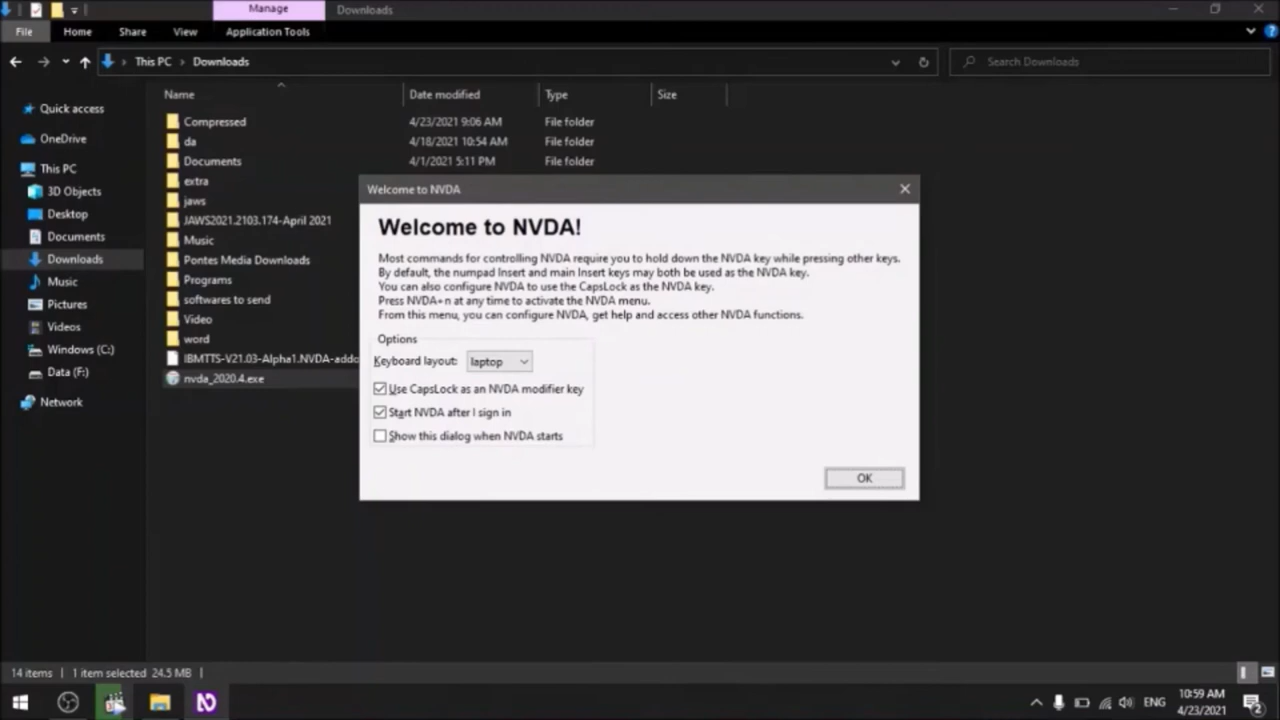 Manage
Downloads
File
Home
Share
View
Application Tools
This PC
Downloads
Search Downloads
Name
Date modified
Type
Size
Quick access
OneDrive
This PC
3D Objects
Desktop
Documents
Downloads
Music
Pictures
Videos
Windows (C:)
Data (F:)
Network
Compressed 4/23/2021 9:06 AM File folder
da 4/18/2021 10:54 AM File folder
Documents 4/1/2021 5:11 PM File folder
extra
jaws
JAWS2021.2103.174-April 2021
Music
Pontes Media Downloads
Programs
softwares to send
Video
word
IBMTTS-V21.03-Alpha1.NVDA-addo
nvda_2020.4.exe
Welcome to NVDA
Welcome to NVDA!
Most commands for controlling NVDA require you to hold down the NVDA key while pressing other keys.
By default, the numpad Insert and main Insert keys may both be used as the NVDA key.
You can also configure NVDA to use the CapsLock as the NVDA key.
Press NVDA+n at any time to activate the NVDA menu.
From this menu, you can configure NVDA, get help and access other NVDA functions.
Options
Keyboard layout: laptop
Use CapsLock as an NVDA modifier key
Start NVDA after I sign in
Show this dialog when NVDA starts
OK
14 items
1 item selected 24.5 MB
ENG
10:59 AM
4/23/2021
2